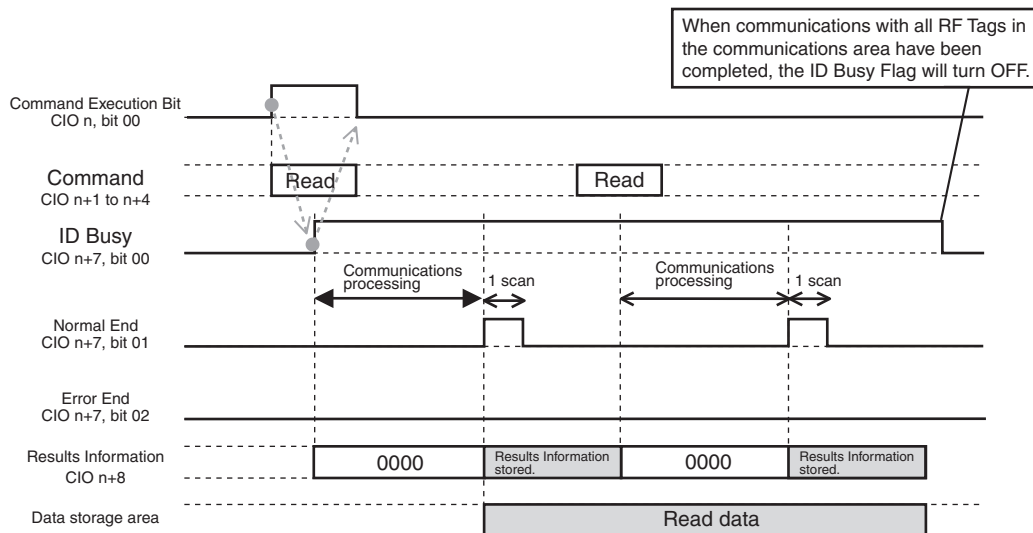 When communications with all RF Tags in
the communications area have been
completed, the ID Busy Flag will turn OFF.
Command Execution Bit
CIO n, bit 00
Command
CIO n+1 to n+4
Read
Read
ID Busy
CIO n+7, bit 00
Communications
processing
1 scan
Communications
processing
1 scan
Normal End
CIO n+7, bit 01
Error End
CIO n+7, bit 02
Results Information
CIO n+8
0000
Results Information
stored.
0000
Results Information
stored.
Data storage area
Read data